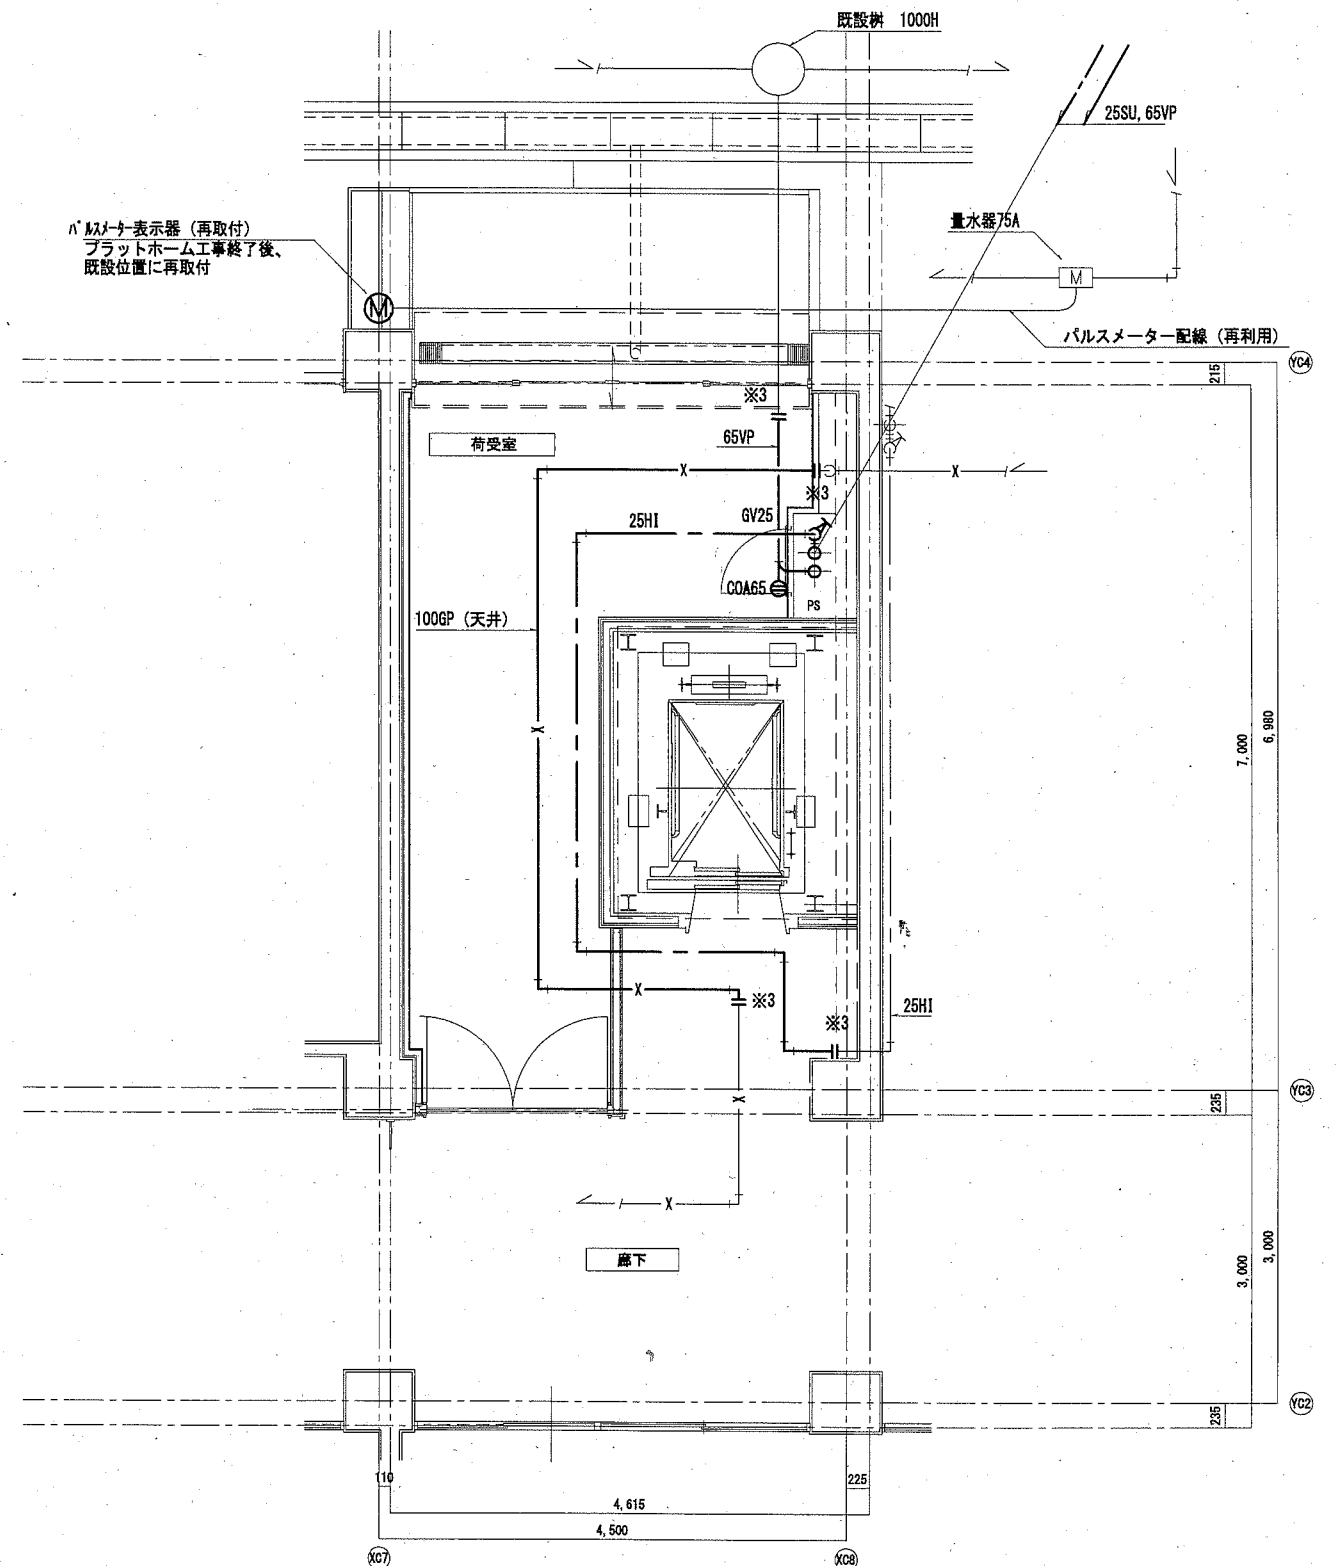 既設桝 1000H
25SU, 65VP
パルスメーター表示器 (再取付)
プラットホーム工事終了後、
既設位置に再取付
量水器75A
M
M
パルスメーター配線 (再利用)
YC4
215
※3
65VP
荷受室
X
X
※3
GV25
25HI
COA65
PS
100GP (天井)
X
7,000
6,980
X
※3
※3
25HI
YC3
235
X
X
廊下
3,000
3,000
YC2
235
110
225
4,615
4,500
XC7
XC8